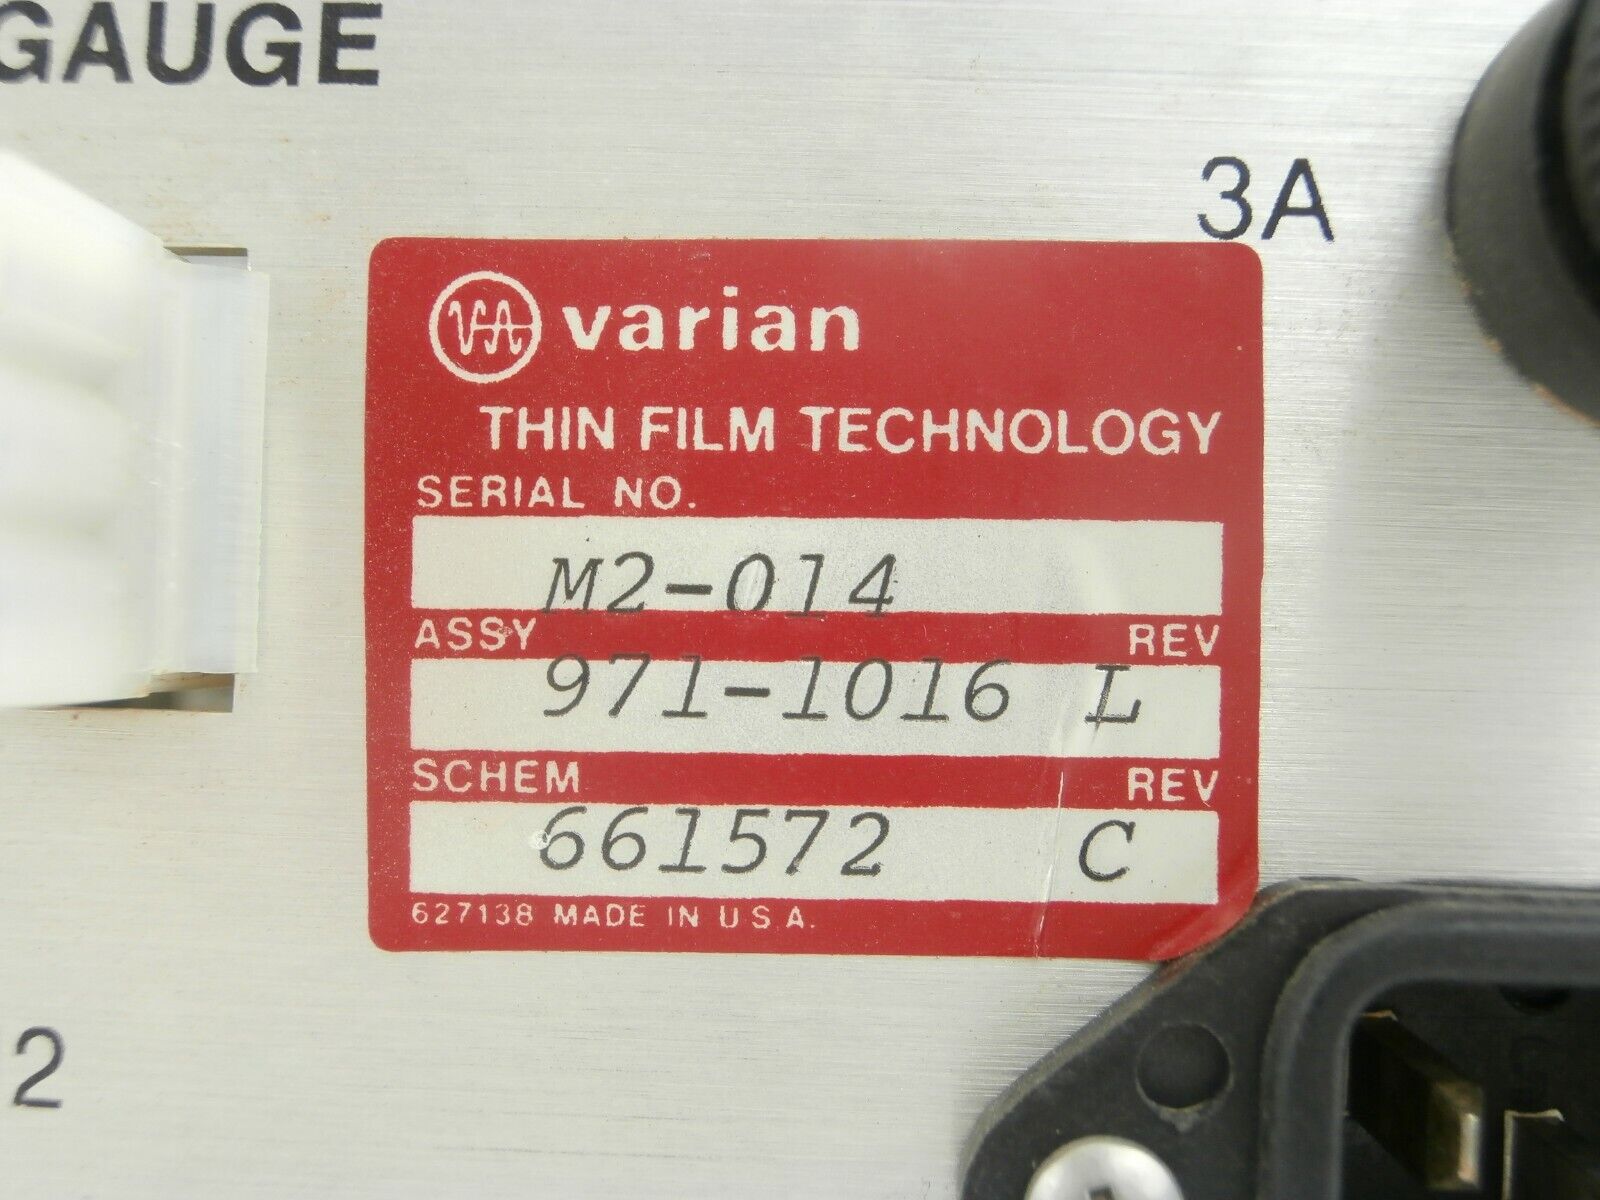 GAUGE
3A
VA varian
THIN FILM TECHNOLOGY
SERIAL NO.
M2-014
ASSY REV
971-1016 L
SCHEM REV
661572 C
627138 MADE IN U.S.A.
2